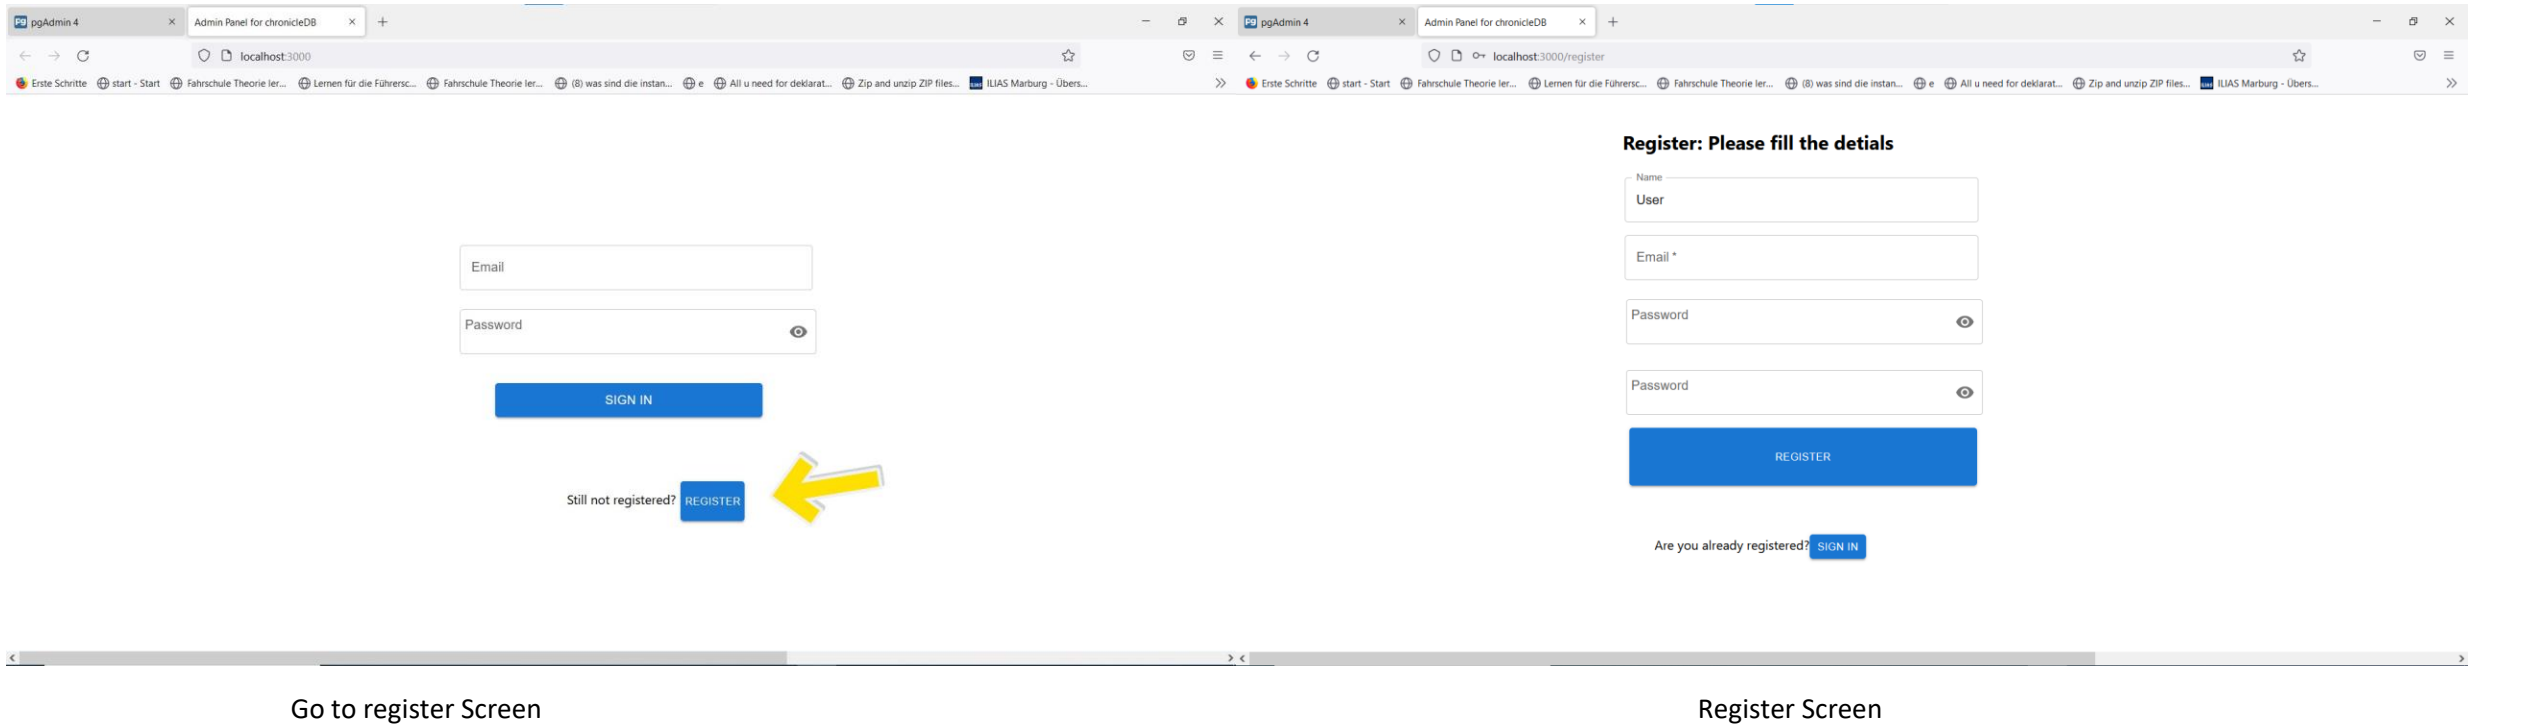 pgAdmin 4
Admin Panel for chronicleDB
localhost:3000
Erste Schritte start - Start Fahrschule Theorie ler... Lernen für die Führersc... Fahrschule Theorie ler... (8) was sind die instan... e All u need for deklarat... Zip and unzip ZIP files... ILIAS Marburg - Übers...
Email
Password
SIGN IN
Still not registered? REGISTER
Go to register Screen
pgAdmin 4
Admin Panel for chronicleDB
localhost:3000/register
Erste Schritte start - Start Fahrschule Theorie ler... Lernen für die Führersc... Fahrschule Theorie ler... (8) was sind die instan... e All u need for deklarat... Zip and unzip ZIP files... ILIAS Marburg - Übers...
Register: Please fill the detials
Name
User
Email *
Password
Password
REGISTER
Are you already registered? SIGN IN
Register Screen